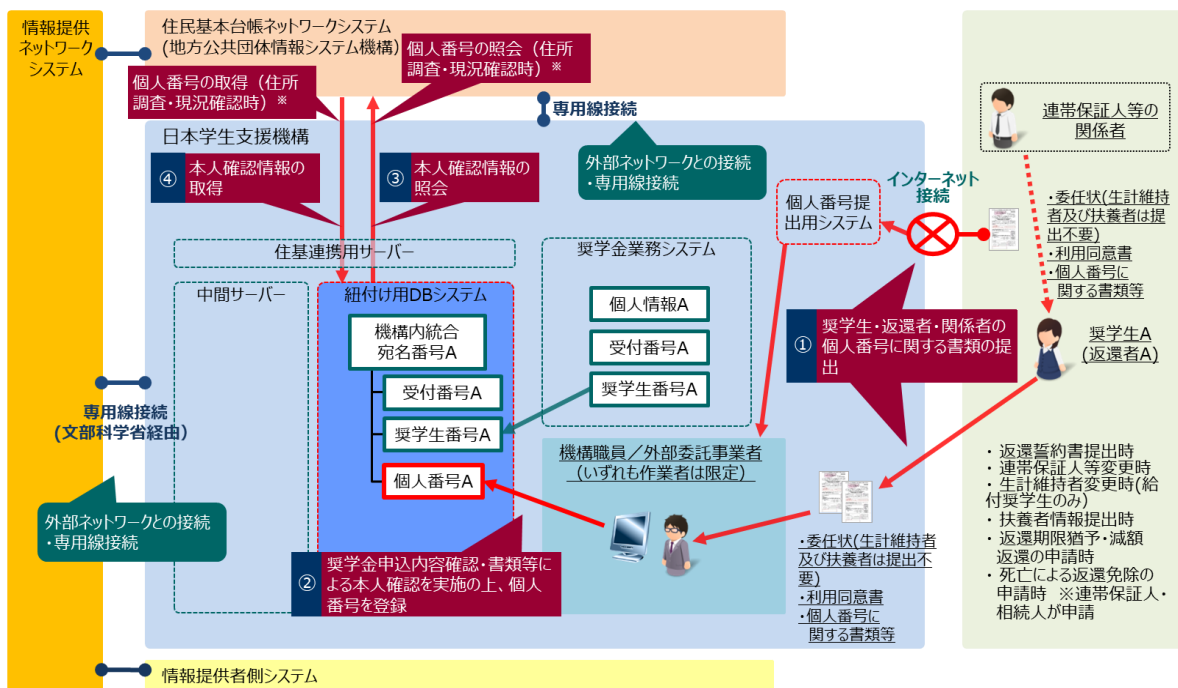 情報提供
ネットワーク
システム
住民基本台帳ネットワークシステム
(地方公共団体情報システム機構)
個人番号の照会（住所
調査・現況確認時）※
個人番号の取得（住所
調査・現況確認時）※
専用線接続
日本学生支援機構
④
本人確認情報の
取得
③
本人確認情報の
照会
外部ネットワークとの接続
・専用線接続
住基連携用サーバー
中間サーバー
紐付け用DBシステム
機構内統合
宛名番号A
受付番号A
奨学生番号A
個人番号A
奨学金業務システム
個人情報A
受付番号A
奨学生番号A
個人番号提
出用システム
インターネット
接続
連帯保証人等の
関係者
・委任状(生計維持
者及び扶養者は提
出不要)
・利用同意書
・個人番号に
関する書類等
①
奨学生・返還者・関係者の
個人番号に関する書類の提
出
奨学生A
(返還者A)
専用線接続
(文部科学省経由)
外部ネットワークとの接続
・専用線接続
機構職員／外部委託事業者
(いずれも作業者は限定)
②
奨学金申込内容確認・書類等に
よる本人確認を実施の上、個人
番号を登録
・委任状(生計維持者
及び扶養者は提出不
要)
・利用同意書
・個人番号に
関する書類等
・返還誓約書提出時
・連帯保証人等変更時
・生計維持者変更時(給
付奨学生のみ)
・扶養者情報提出時
・返還期限猶予・減額
返還の申請時
・死亡による返還免除の
申請時 ※連帯保証人・
相続人が申請
情報提供者側システム